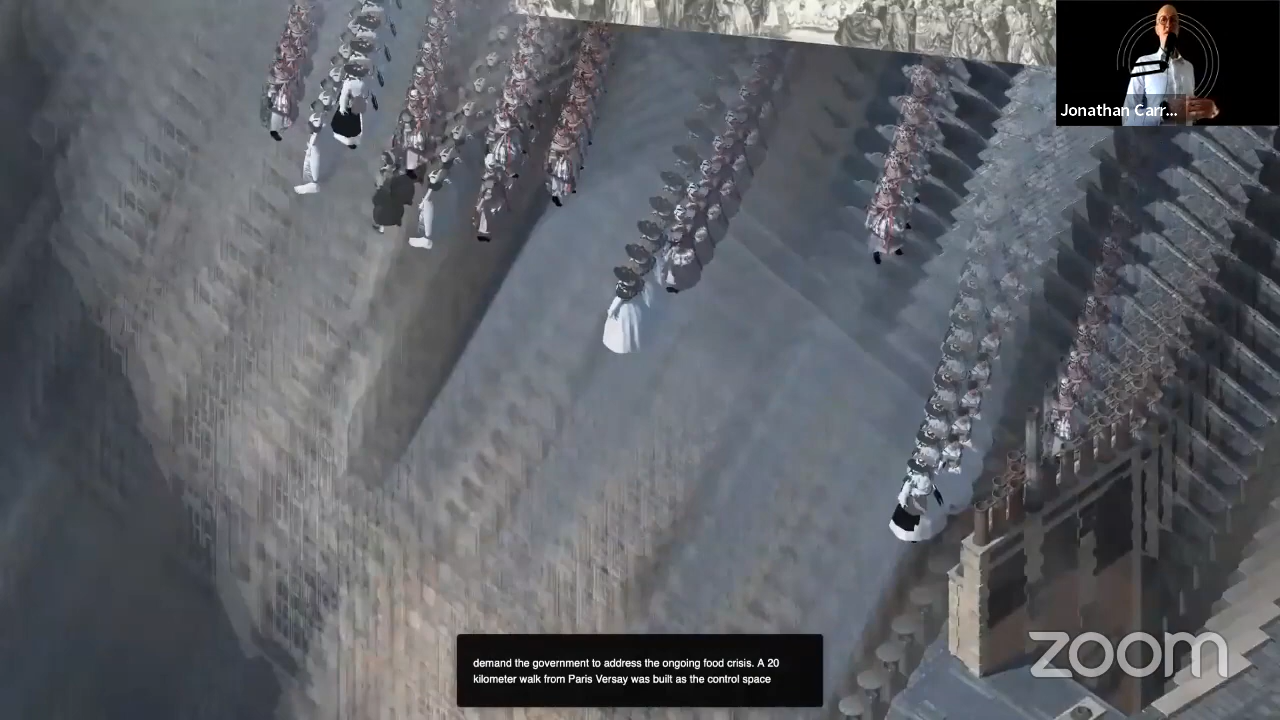 Jonathan Carr...
demand the government to address the ongoing food crisis. A 20
kilometer walk from Paris Versay was built as the control space
zoom